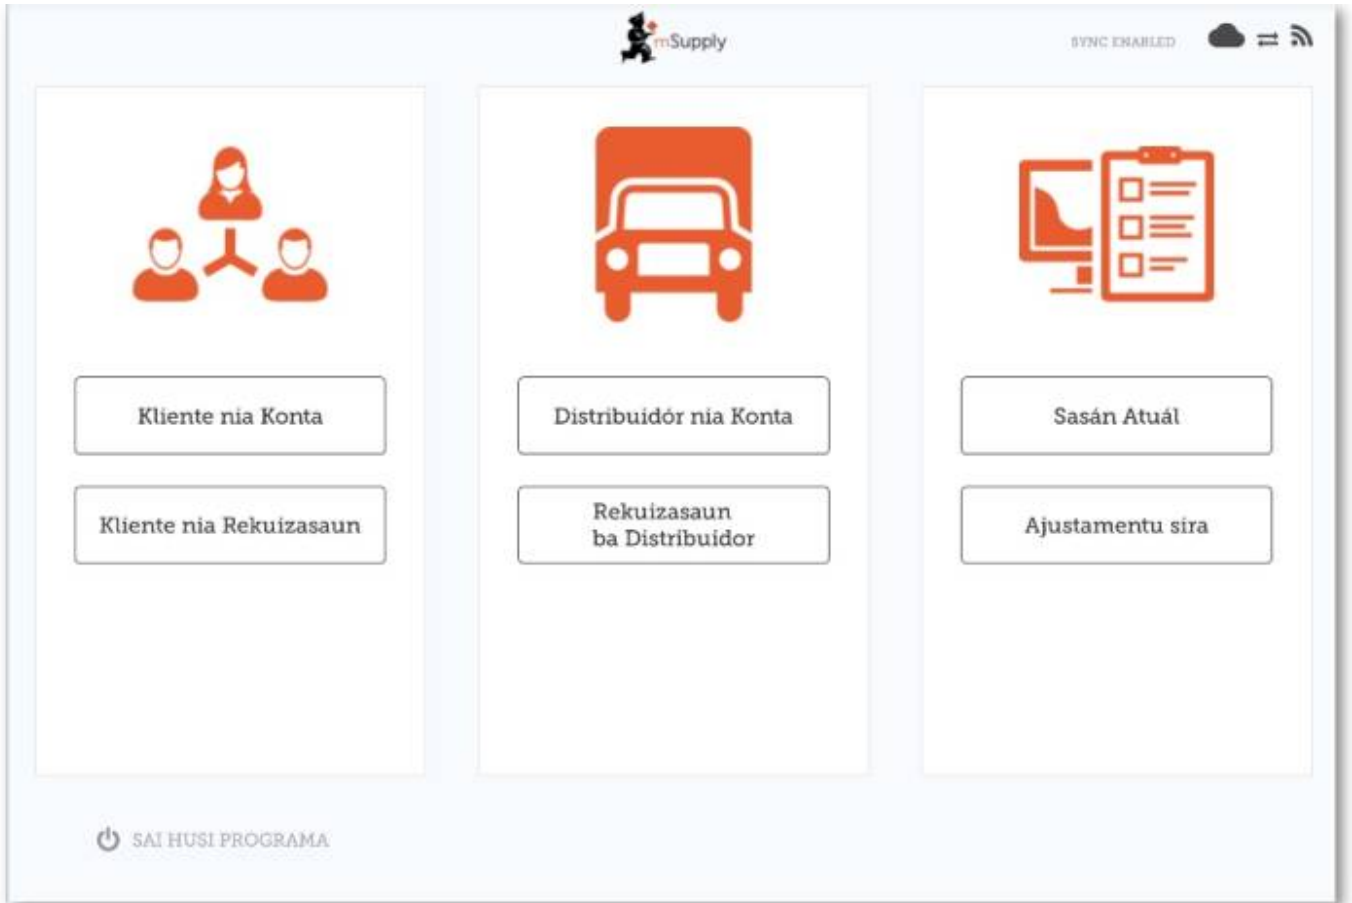 mSupply
SYNC ENABLED
Kliente nia Konta
Distribuidór nia Konta
Sasán Atuál
Kliente nia Rekuizasaun
Rekuizasaun
ba Distribuidor
Ajustamentu sira
SAI HUSI PROGRAMA